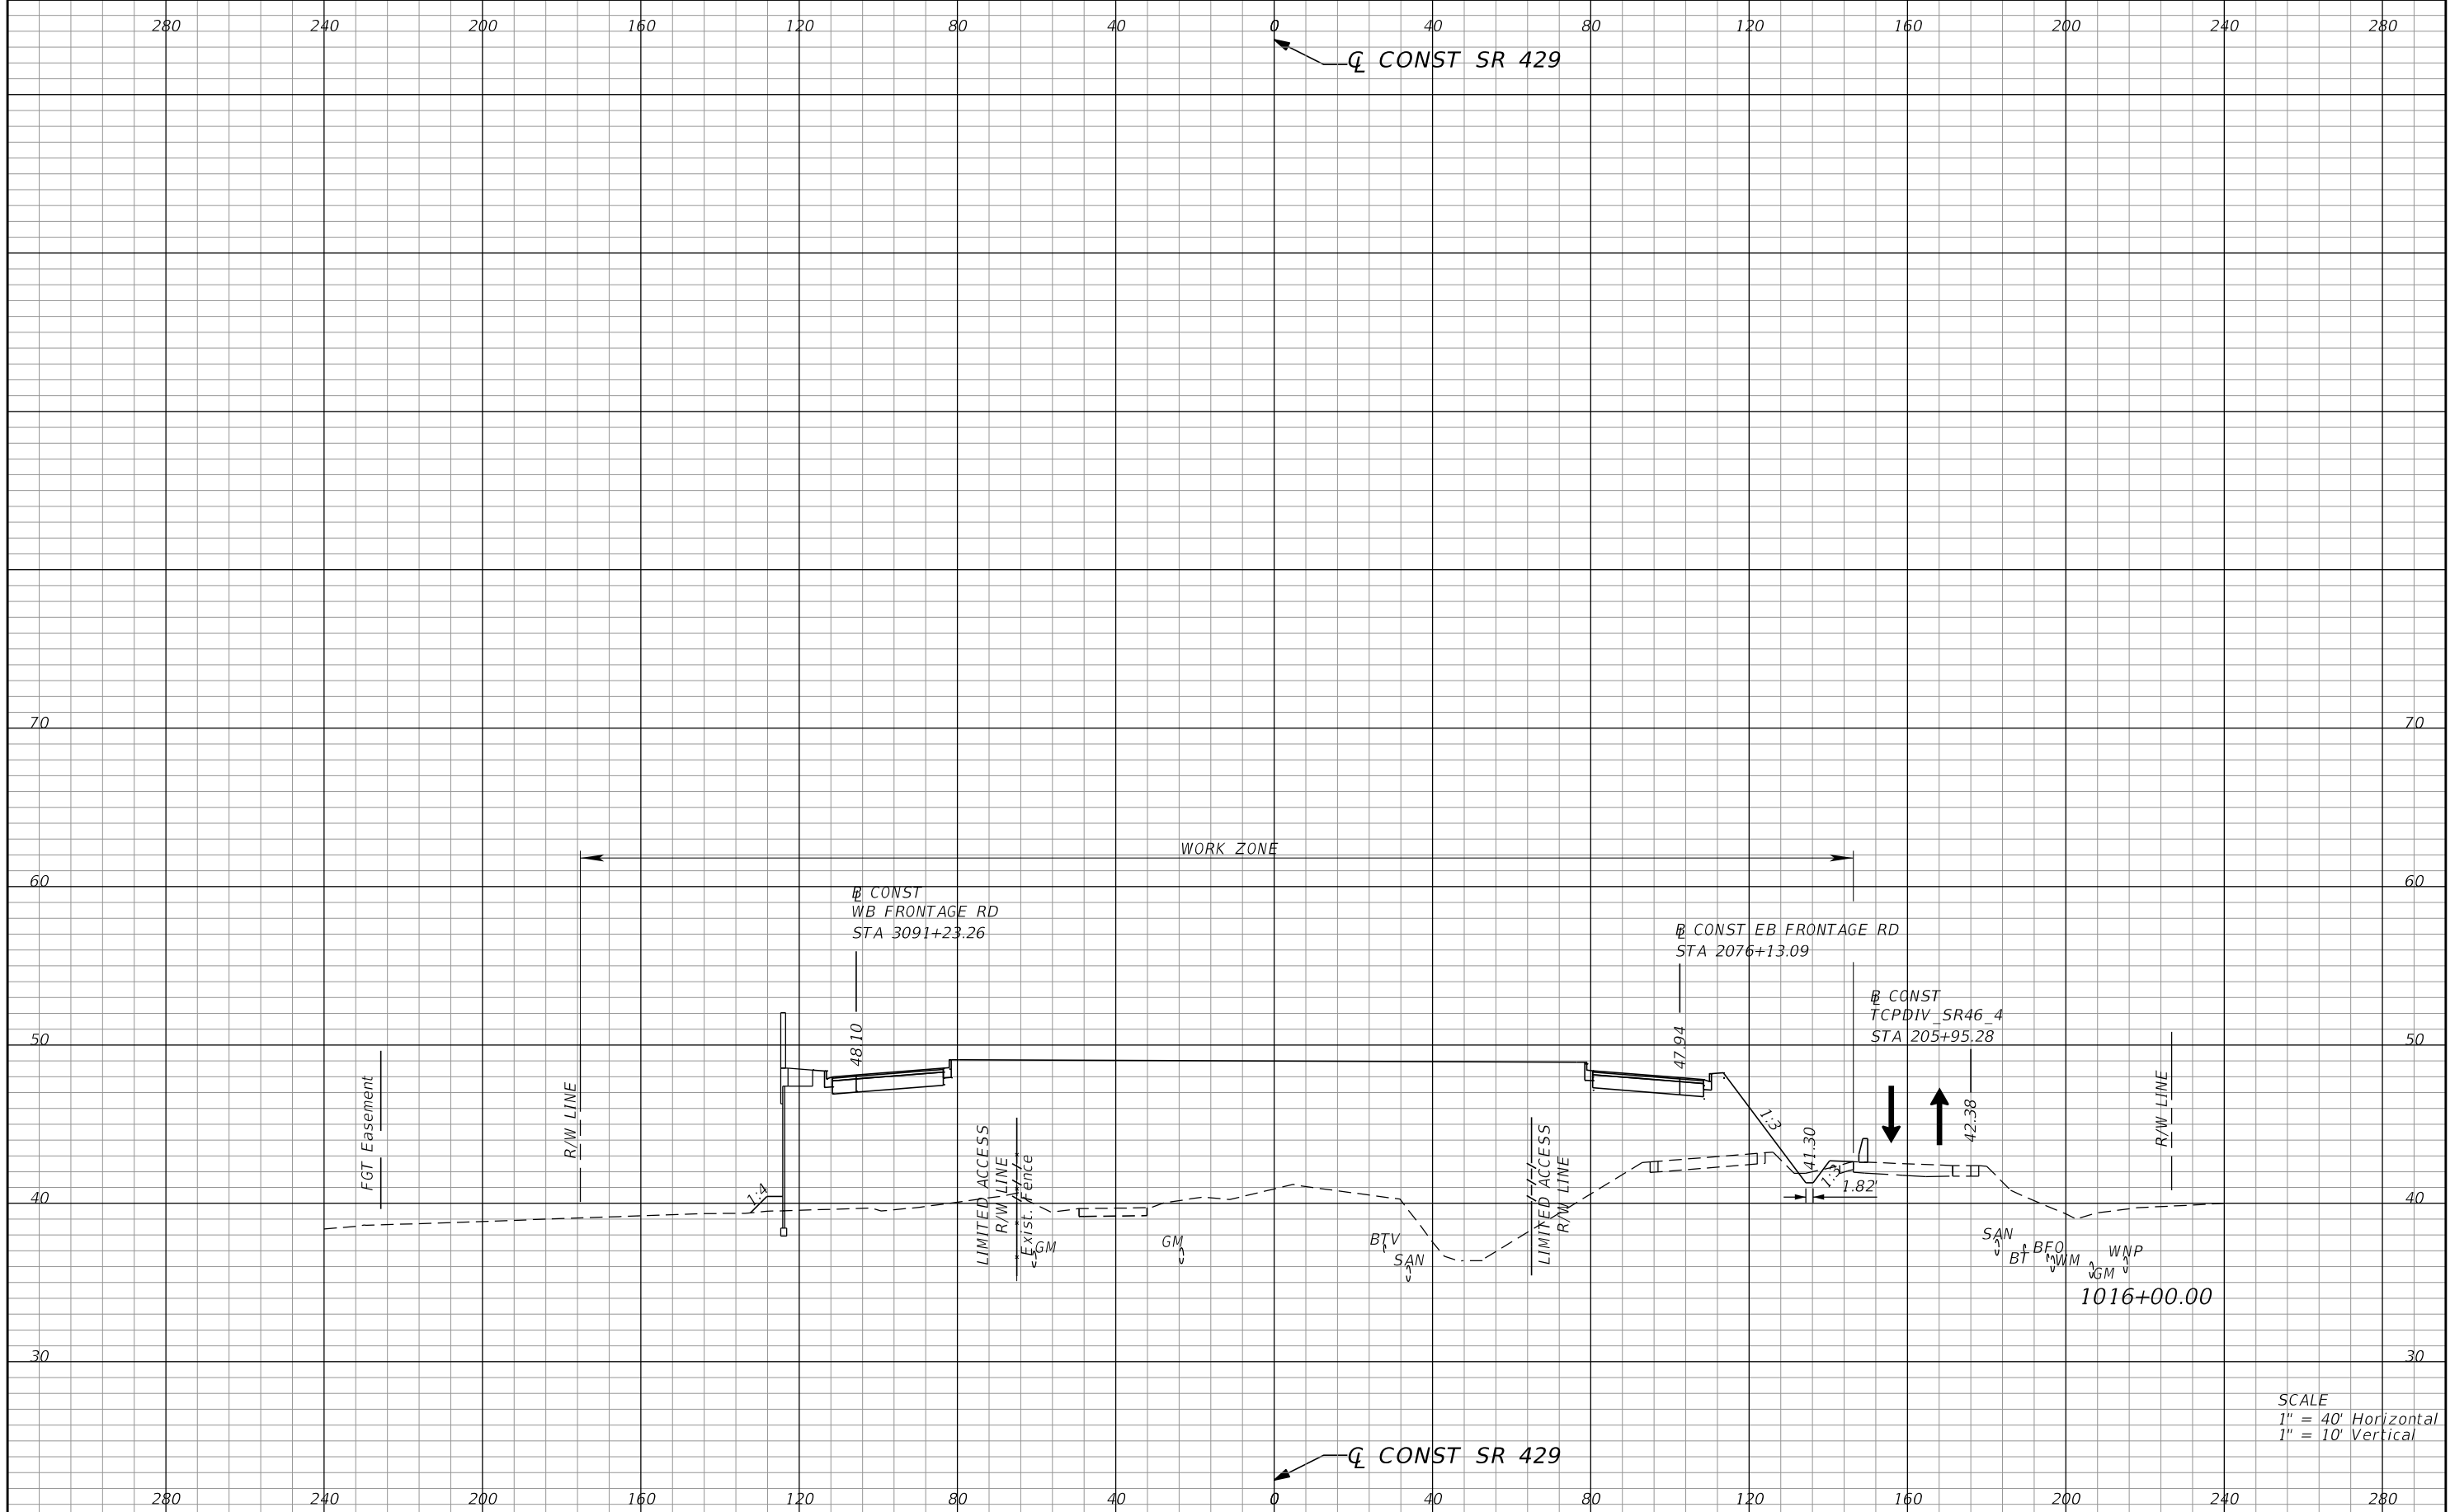 280 240 200 160 120 80 40 0 40 80 120 160 200 240 280
℄ CONST SR 429
70 70
WORK ZONE
60 60
BL CONST
WB FRONTAGE RD
STA 3091+23.26
BL CONST EB FRONTAGE RD
STA 2076+13.09
BL CONST
TCPDIV_SR46_4
STA 205+95.28
50 50
48.10
47.94
42.38
41.30
FGT Easement
R/W LINE
LIMITED ACCESS
R/W LINE
Exist. Fence
LIMITED ACCESS
R/W LINE
R/W LINE
1:4
1:3
1:3
1.82'
40 40
GM
GM
BTV
SAN
SAN
BT
BFO
WM
GM
WNP
1016+00.00
30 30
SCALE
1" = 40' Horizontal
1" = 10' Vertical
℄ CONST SR 429
280 240 200 160 120 80 40 0 40 80 120 160 200 240 280